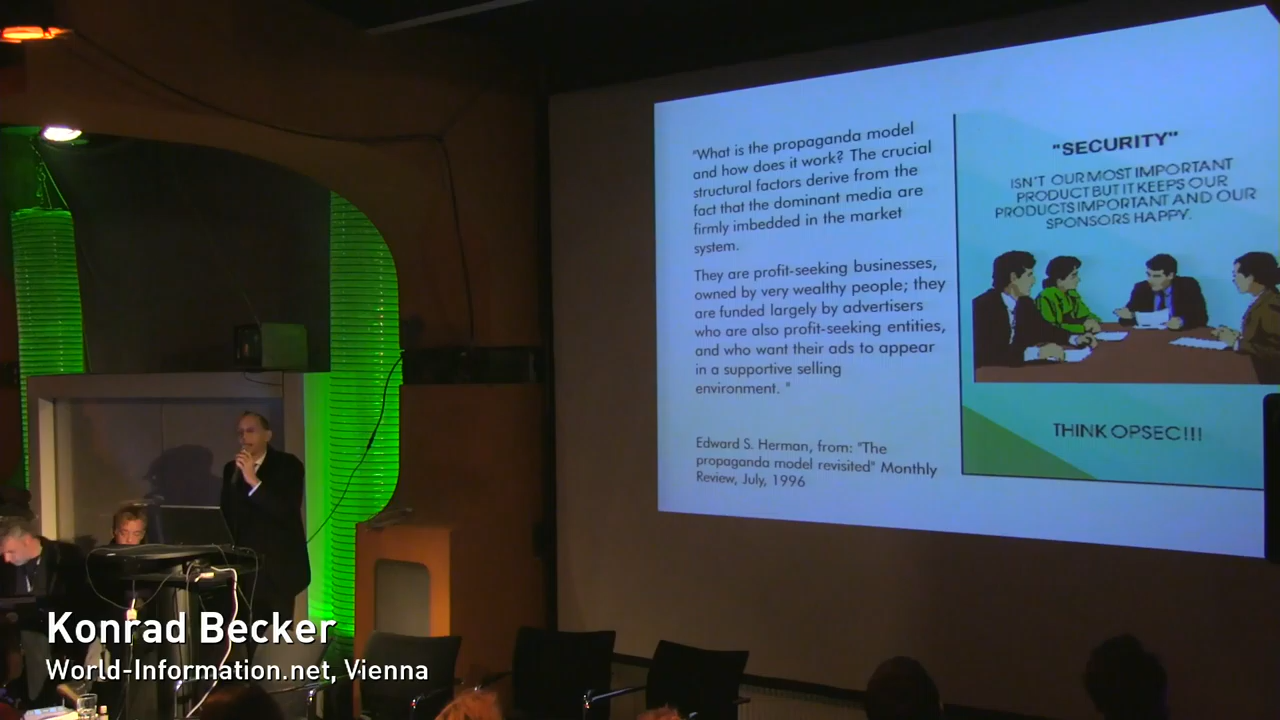 "What is the propaganda model
and how does it work? The crucial
structural factors derive from the
fact that the dominant media are
firmly imbedded in the market
system.
They are profit-seeking businesses,
owned by very wealthy people; they
are funded largely by advertisers
who are also profit-seeking entities,
and who want their ads to appear
in a supportive selling
environment. "
Edward S. Herman, from: "The
propaganda model revisited" Monthly
Review, July, 1996
"SECURITY"
ISN'T OUR MOST IMPORTANT
PRODUCT BUT IT KEEPS OUR
PRODUCTS IMPORTANT AND OUR
SPONSORS HAPPY.
THINK OPSEC!!!
Konrad Becker
World-Information.net, Vienna